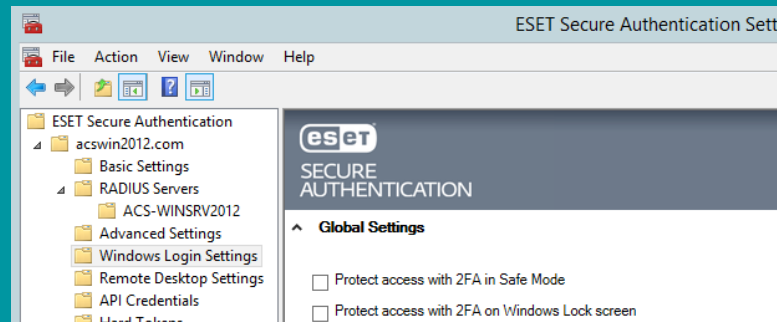 ESET Secure Authentication Sett
File Action View Window Help
ESET Secure Authentication
acswin2012.com
Basic Settings
RADIUS Servers
ACS-WINSRV2012
Advanced Settings
Windows Login Settings
Remote Desktop Settings
API Credentials
Hard Tokens
eset
SECURE
AUTHENTICATION
Global Settings
Protect access with 2FA in Safe Mode
Protect access with 2FA on Windows Lock screen